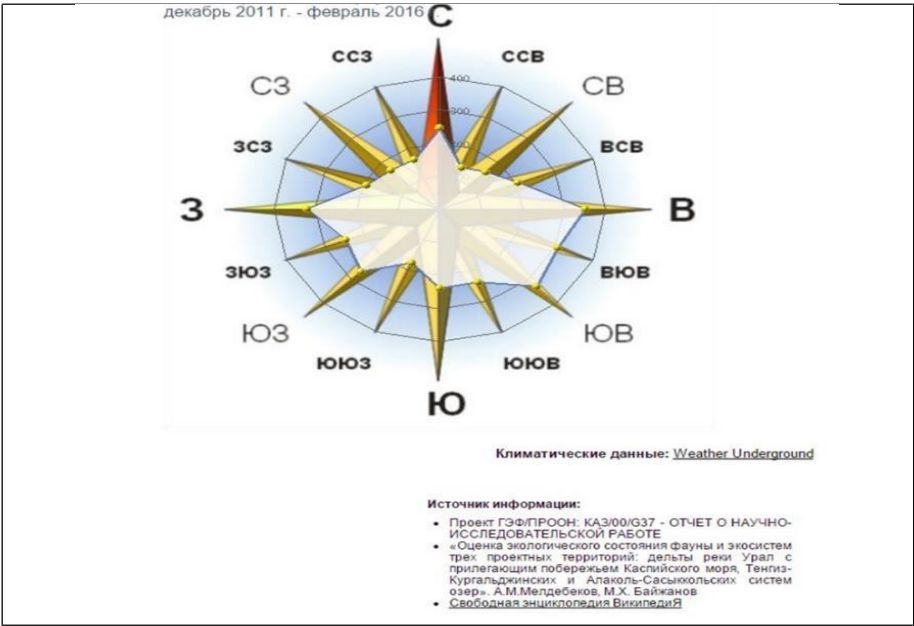 декабрь 2011 г. - февраль 2016
С
ССЗ
ССВ
СЗ
СВ
400
300
ЗСЗ
ВСВ
З
В
ЗЮЗ
ВЮВ
ЮЗ
ЮВ
ЮЮЗ
ЮЮВ
Ю
Климатические данные: Weather Underground
Источник информации:
• Проект ГЭФ/ПРООН: КАЗ/00/G37 - ОТЧЕТ О НАУЧНО-
ИССЛЕДОВАТЕЛЬСКОЙ РАБОТЕ
• «Оценка экологического состояния фауны и экосистем
трех проектных территорий: дельты реки Урал с
прилегающим побережьем Каспийского моря, Тенгиз-
Кургальджинских и Алаколь-Сасыккольских систем
озер». А.М.Мелдебеков, М.Х. Байжанов
• Свободная энциклопедия ВикипедиЯ